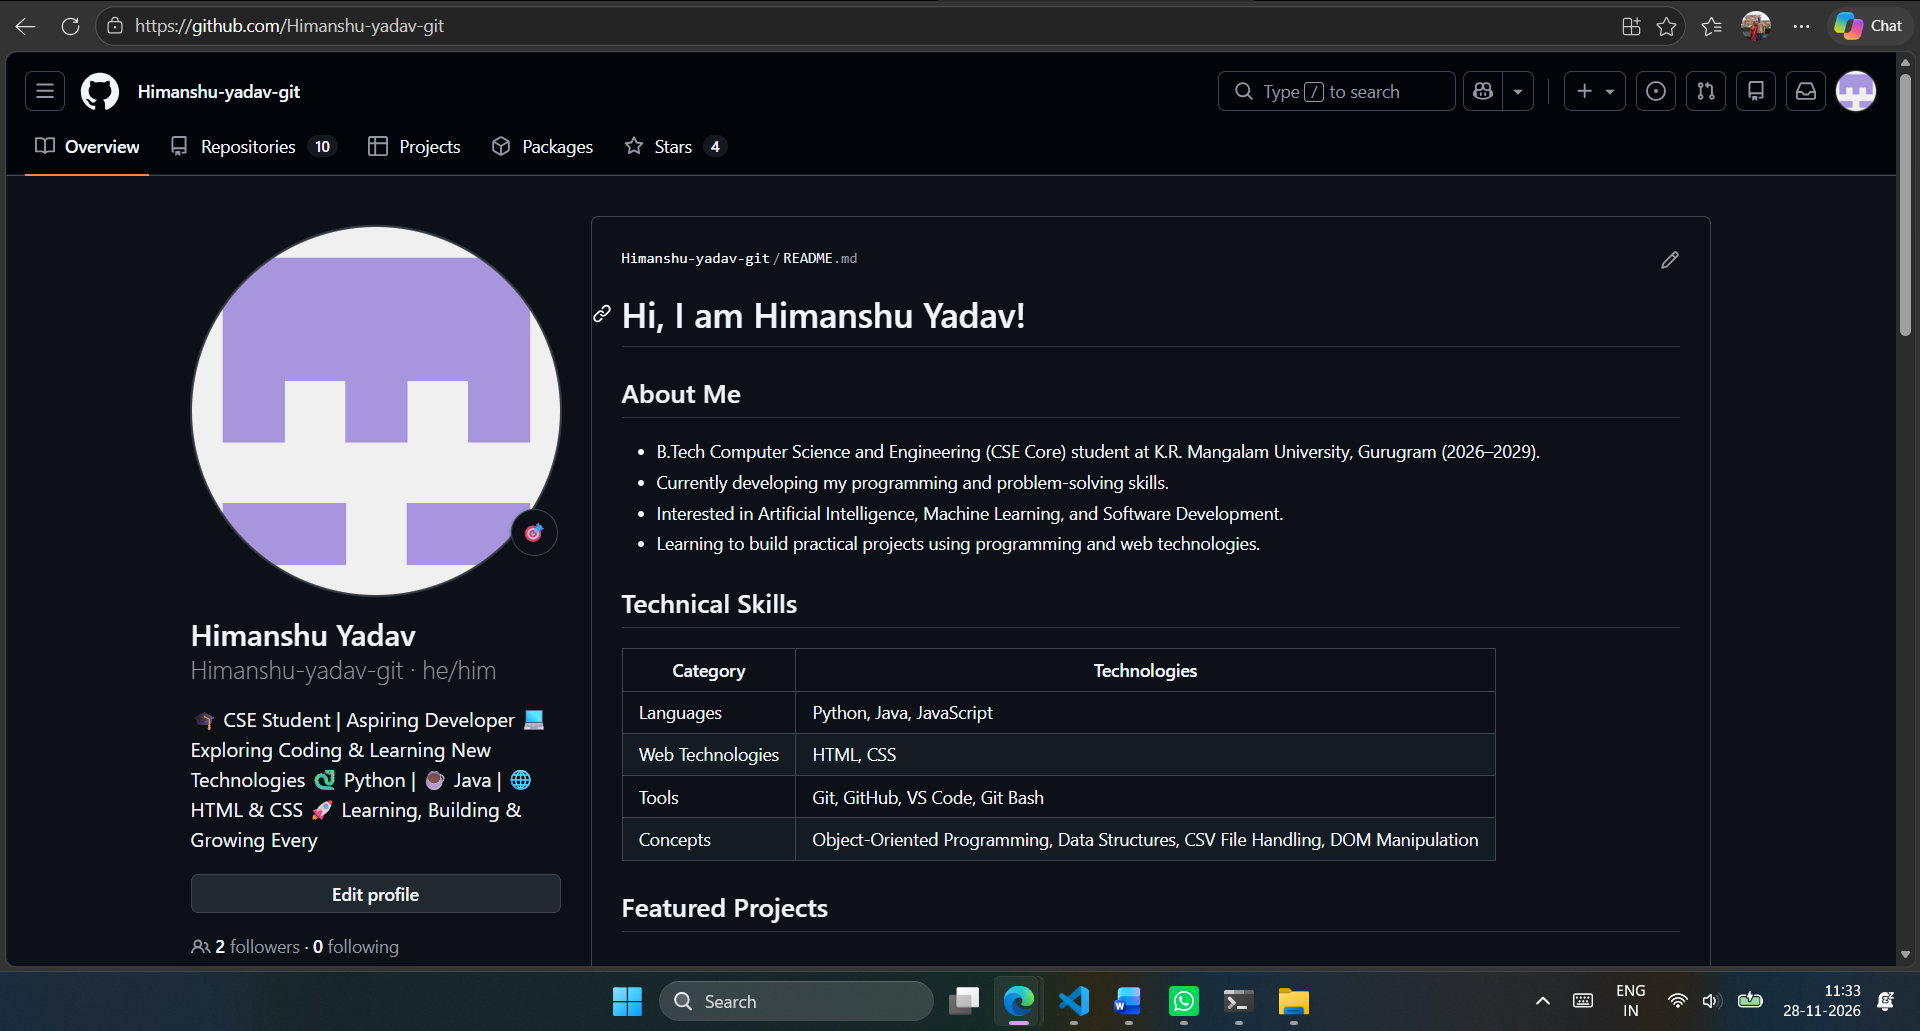 https://github.com/Himanshu-yadav-git
Chat
Himanshu-yadav-git
Type / to search
Overview
Repositories 10
Projects
Packages
Stars 4
Himanshu-yadav-git / README.md
Hi, I am Himanshu Yadav!
About Me
B.Tech Computer Science and Engineering (CSE Core) student at K.R. Mangalam University, Gurugram (2026–2029).
Currently developing my programming and problem-solving skills.
Interested in Artificial Intelligence, Machine Learning, and Software Development.
Learning to build practical projects using programming and web technologies.
Technical Skills
Category Technologies
Languages Python, Java, JavaScript
Web Technologies HTML, CSS
Tools Git, GitHub, VS Code, Git Bash
Concepts Object-Oriented Programming, Data Structures, CSV File Handling, DOM Manipulation
Featured Projects
Himanshu Yadav
Himanshu-yadav-git · he/him
🎓 CSE Student | Aspiring Developer 💻
Exploring Coding & Learning New
Technologies 🐍 Python | ☕ Java | 🌐
HTML & CSS 🚀 Learning, Building &
Growing Every
Edit profile
2 followers · 0 following
Search
ENG
IN
11:33
28-11-2026